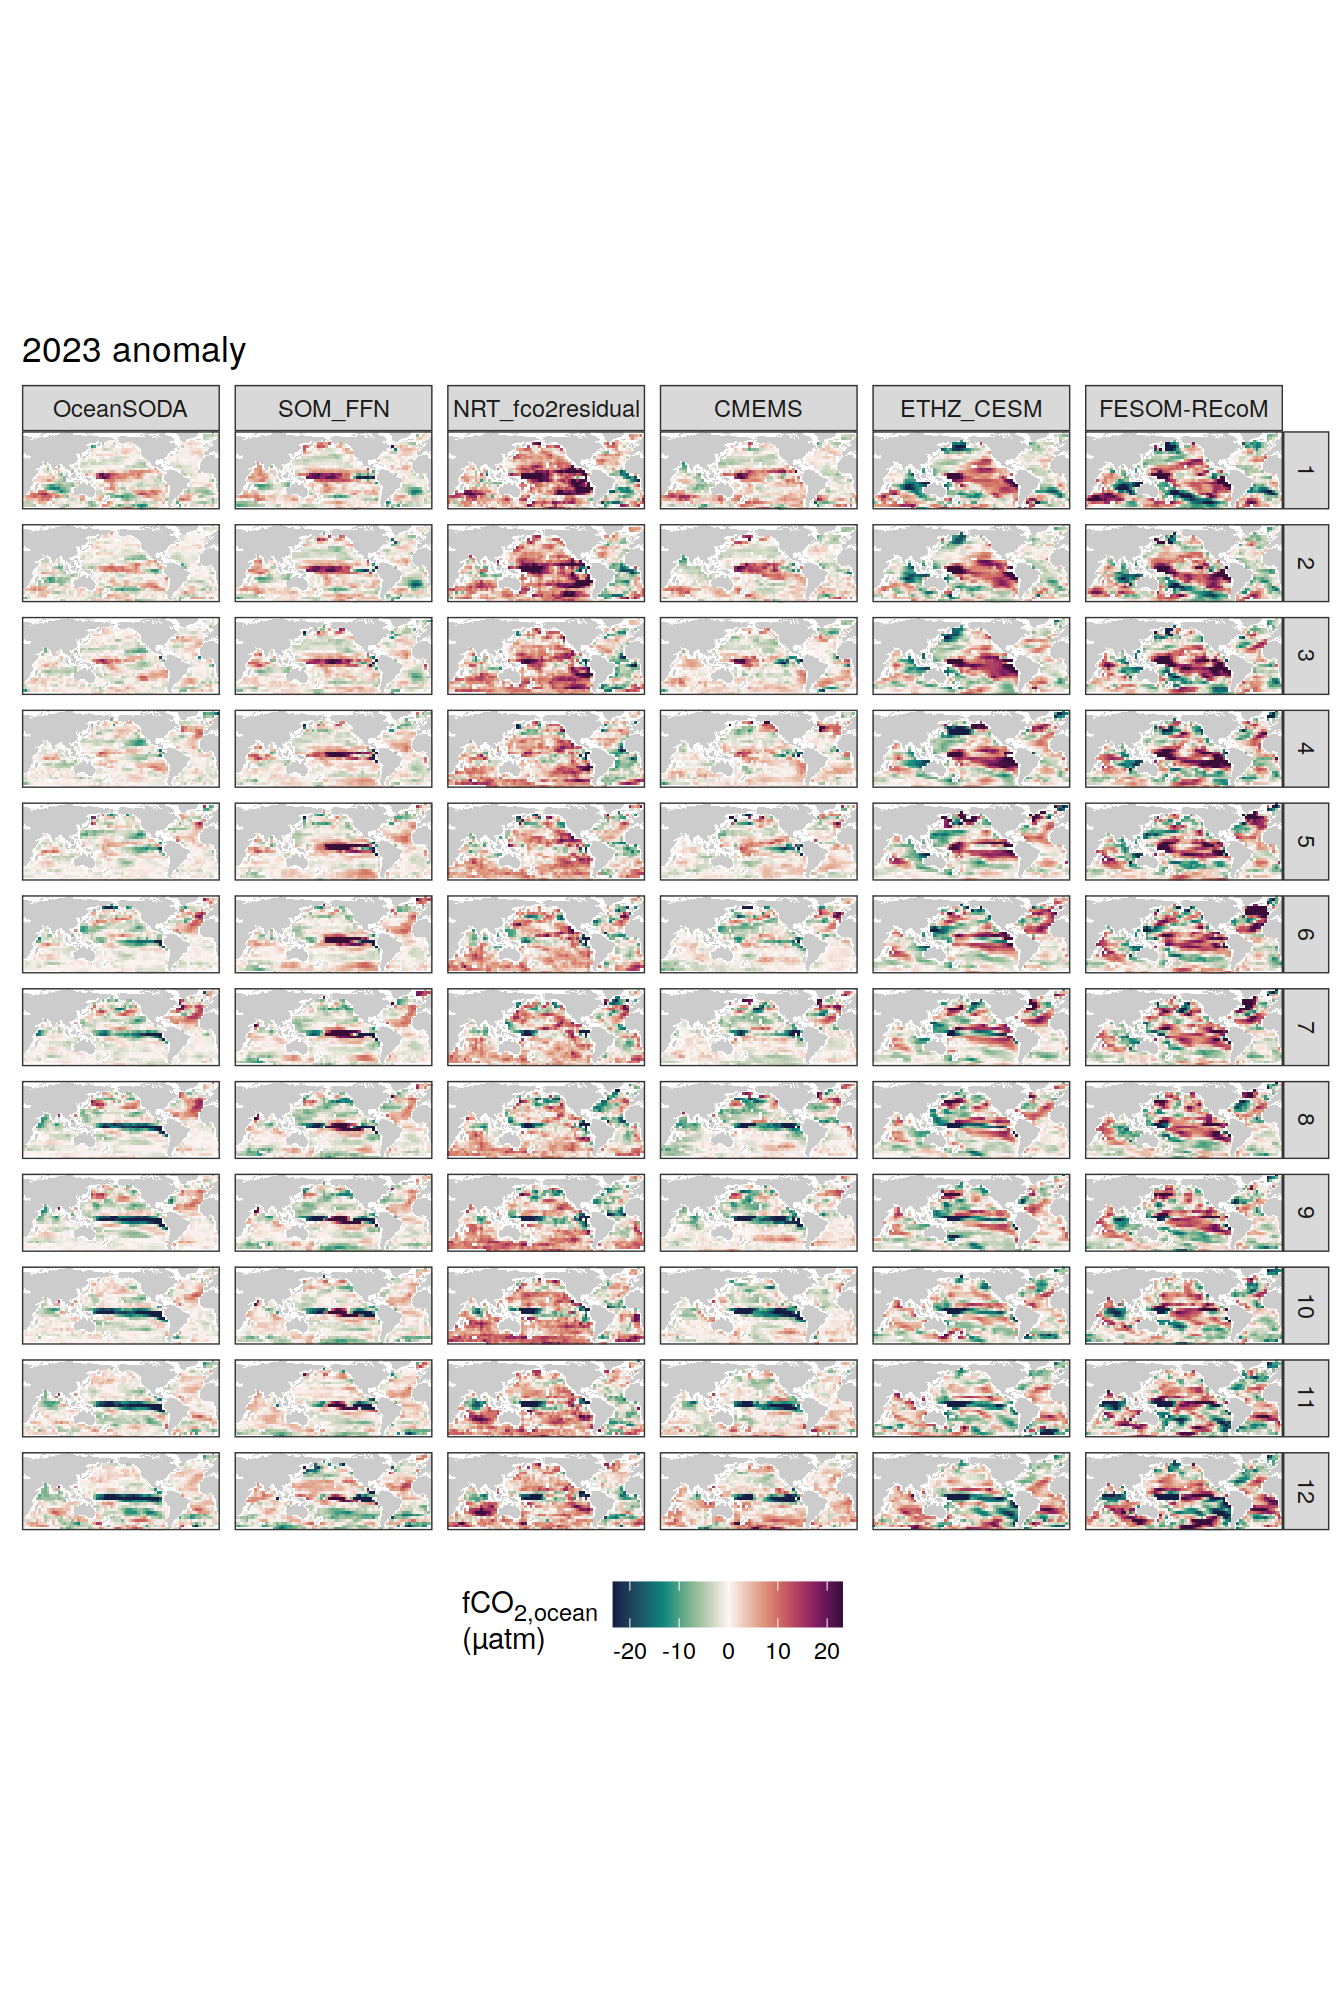 2023 anomaly
OceanSODA SOM_FFN NRT_fco2residual CMEMS ETHZ_CESM FESOM-REcoM
1
2
3
4
5
6
7
8
9
10
11
12
fCO2,ocean
(µatm)
-20 -10 0 10 20